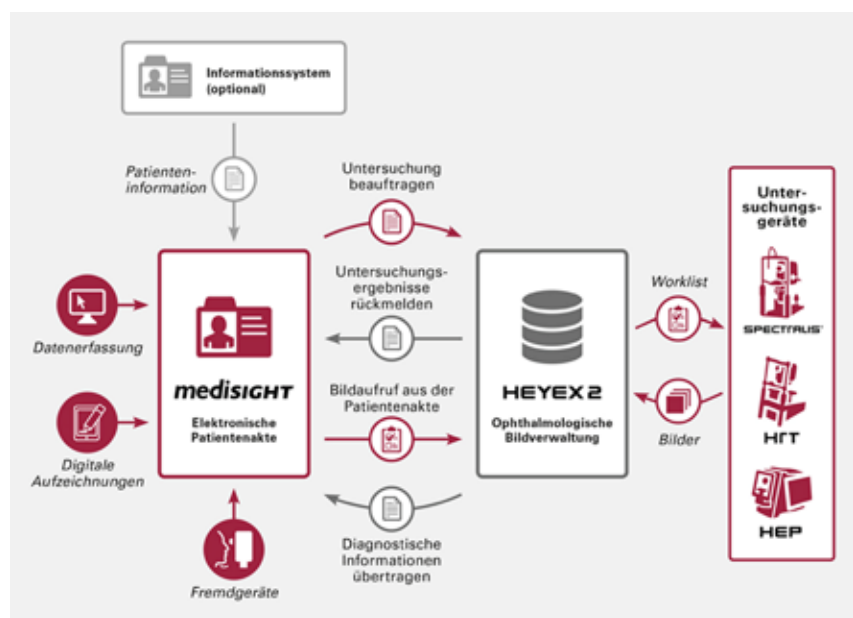 Informationssystem
(optional)
Patienten-
information
Untersuchung
beauftragen
Unter-
suchungs-
geräte
Untersuchungs-
ergebnisse
rückmelden
Worklist
SPECTRALIS
Datenerfassung
medisIGHT
HEYEX 2
Elektronische
Patientenakte
Bildaufruf aus der
Patientenakte
Ophthalmologische
Bildverwaltung
Bilder
HRT
Digitale
Aufzeichnungen
HEP
Diagnostische
Informationen
übertragen
Fremdgeräte